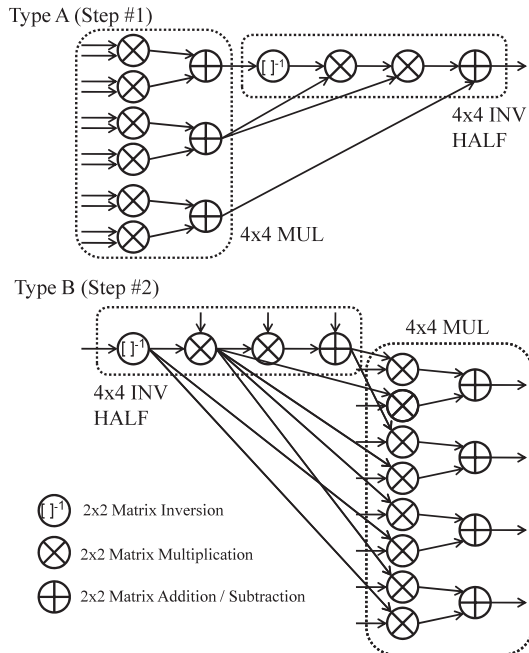 Type A (Step #1)
[ ]-1
4x4 INV
HALF
4x4 MUL
Type B (Step #2)
4x4 MUL
[ ]-1
4x4 INV
HALF
[ ]-1 2x2 Matrix Inversion
2x2 Matrix Multiplication
2x2 Matrix Addition / Subtraction